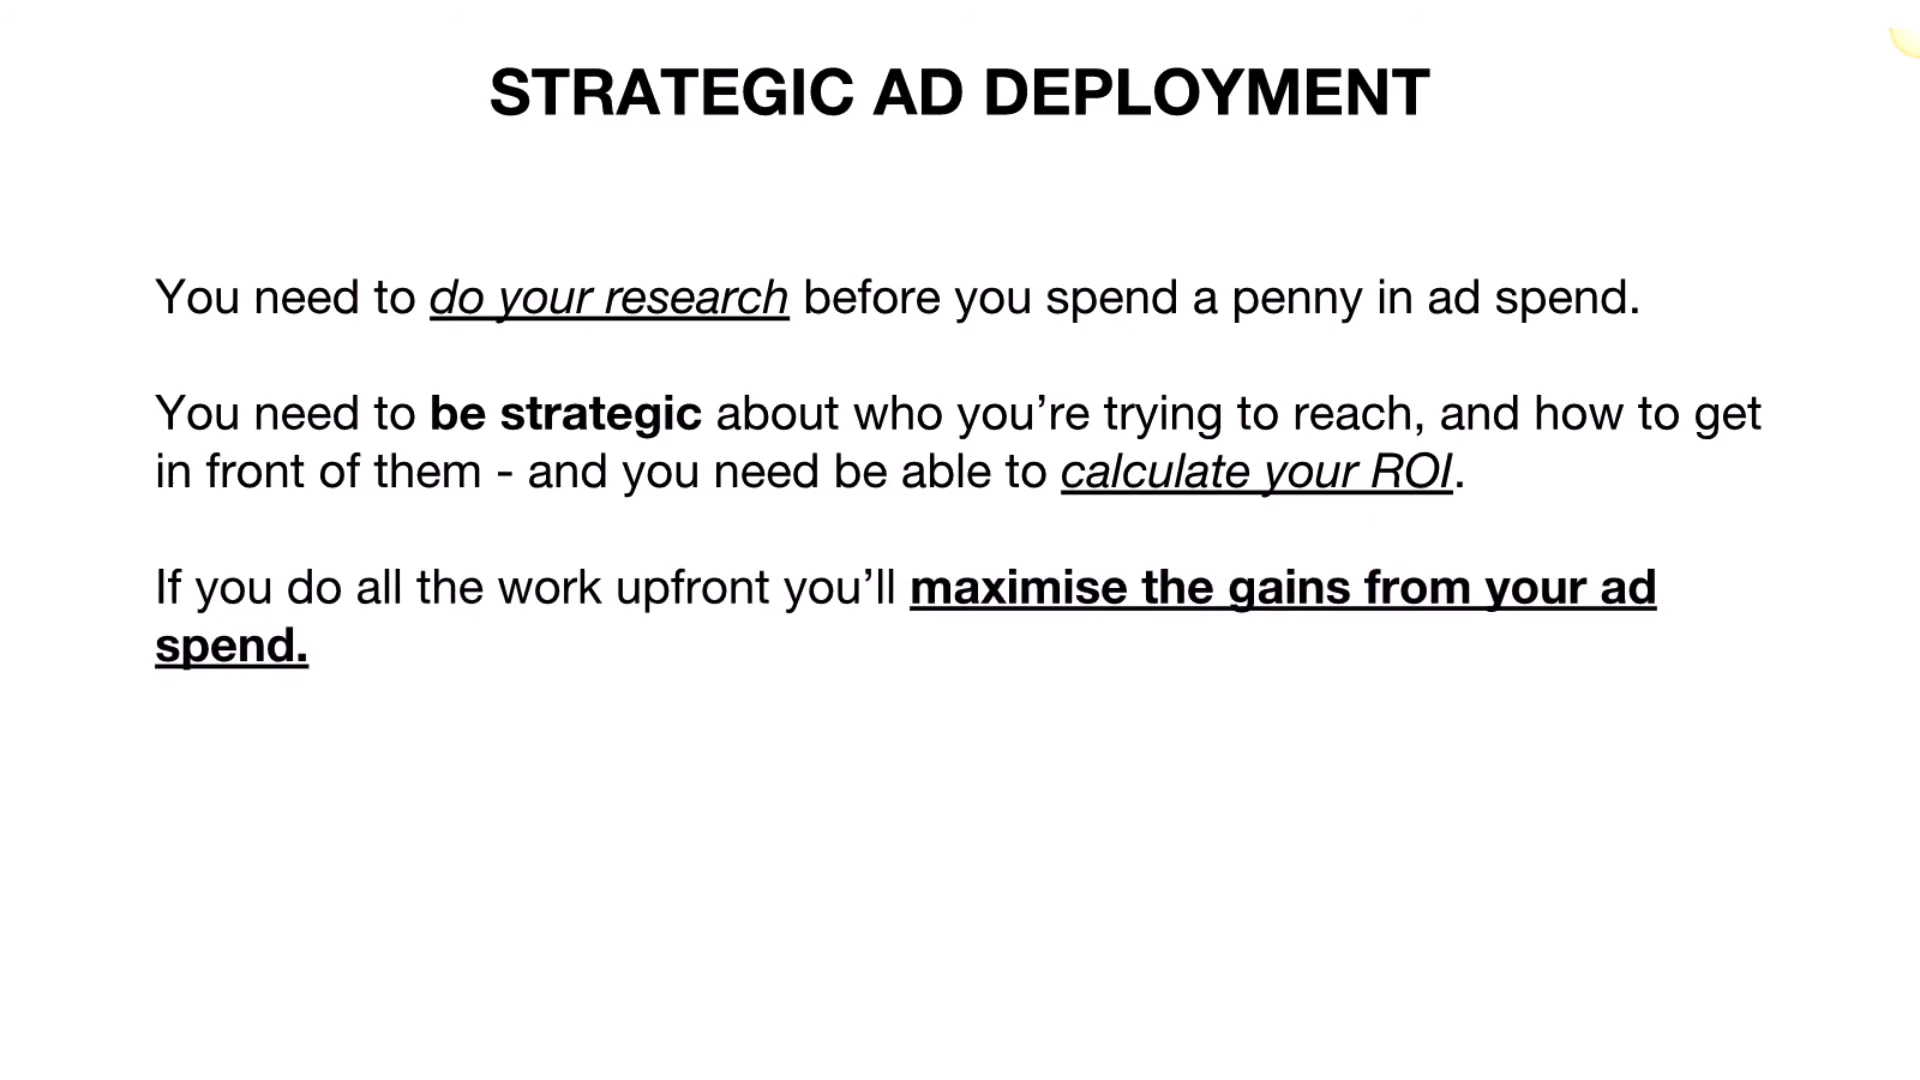 STRATEGIC AD DEPLOYMENT
You need to do your research before you spend a penny in ad spend.
You need to be strategic about who you’re trying to reach, and how to get
in front of them - and you need be able to calculate your ROI.
If you do all the work upfront you’ll maximise the gains from your ad
spend.